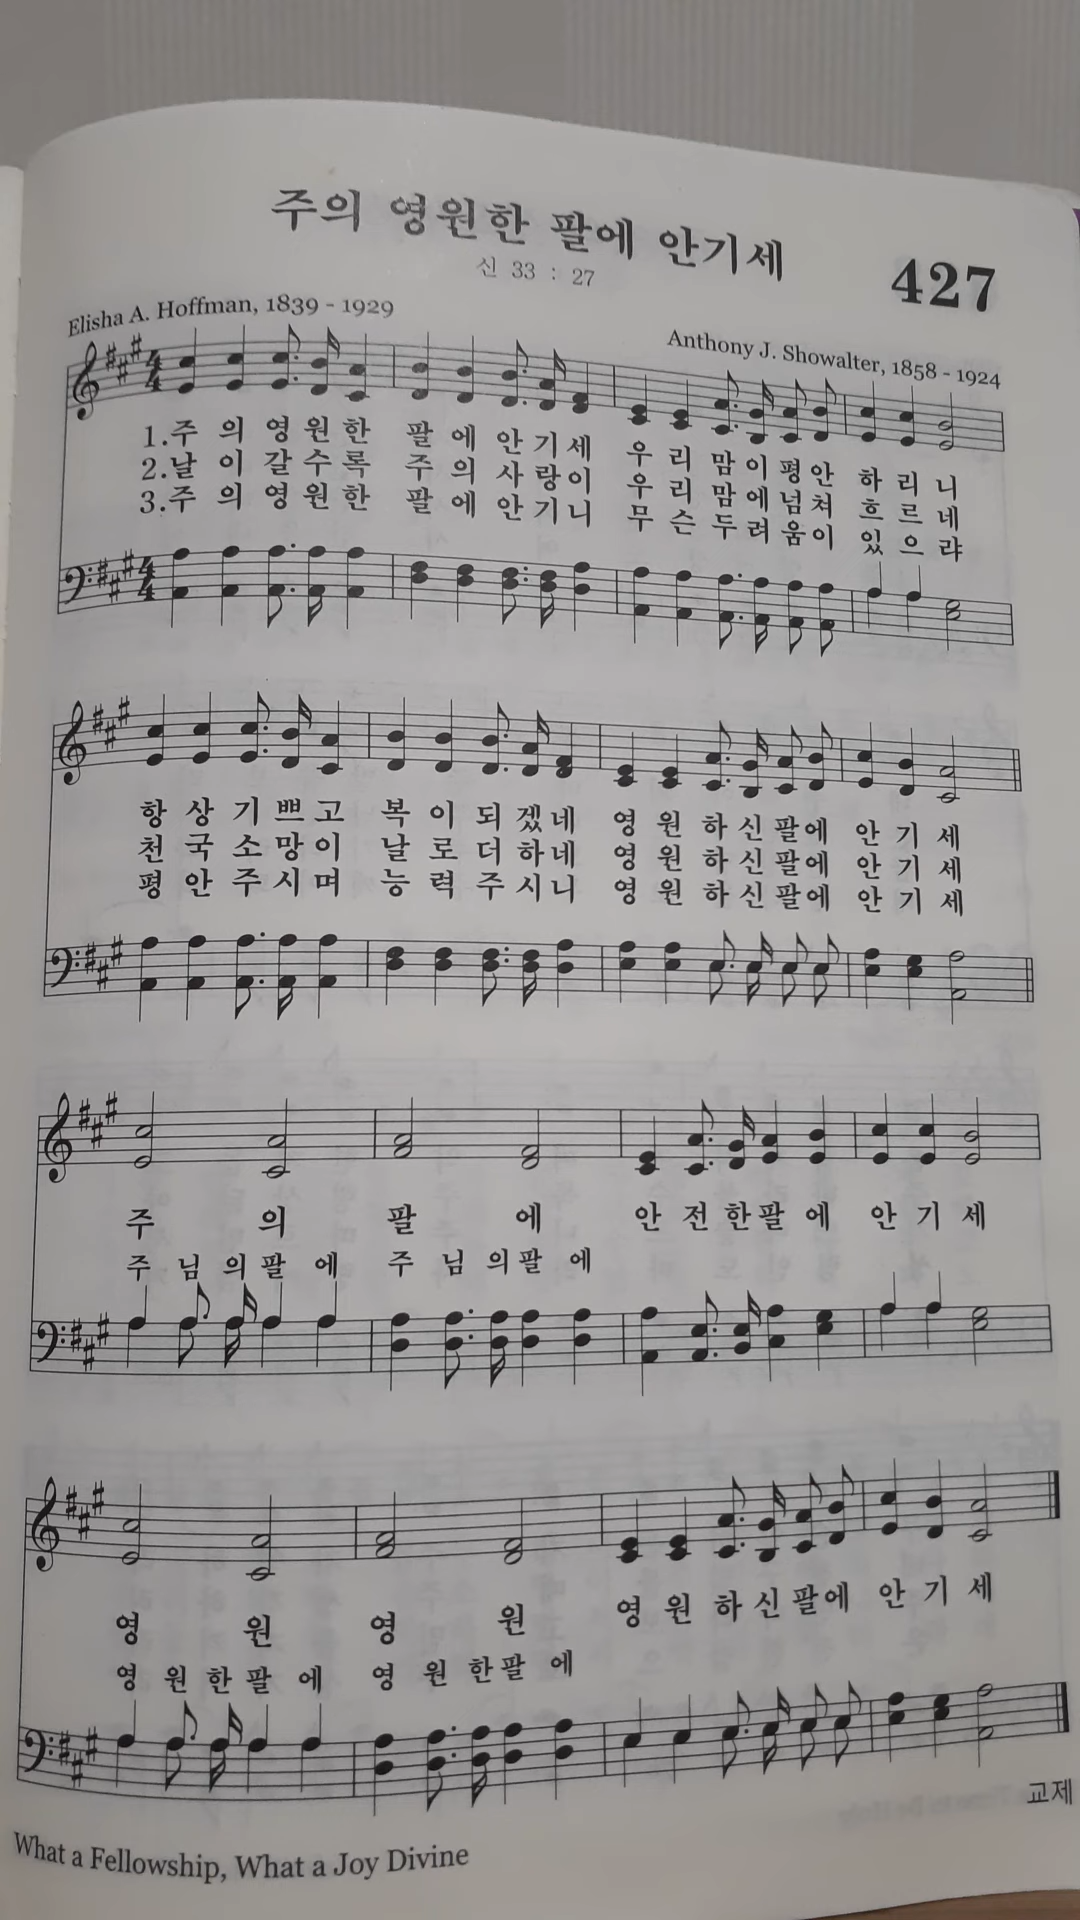 주의 영원한 팔에 안기세
신 33 : 27
427
Elisha A. Hoffman, 1839 - 1929
Anthony J. Showalter, 1858 - 1924
1.주 의 영 원 한 팔 에 안 기 세 우 리 맘 이 평 안 하 리 니
2.날 이 갈 수 록 주 의 사 랑 이 우 리 맘 에 넘 쳐 흐 르 네
3.주 의 영 원 한 팔 에 안 기 니 무 슨 두 려 움 이 있 으 랴
항 상 기 쁘 고 복 이 되 겠 네 영 원 하 신 팔 에 안 기 세
천 국 소 망 이 날 로 더 하 네 영 원 하 신 팔 에 안 기 세
평 안 주 시 며 능 력 주 시 니 영 원 하 신 팔 에 안 기 세
주 의 팔 에 안 전 한 팔 에 안 기 세
주 님 의 팔 에 주 님 의 팔 에
영 원 영 원 영 원 하 신 팔 에 안 기 세
영 원 한 팔 에 영 원 한 팔 에
교제
What a Fellowship, What a Joy Divine